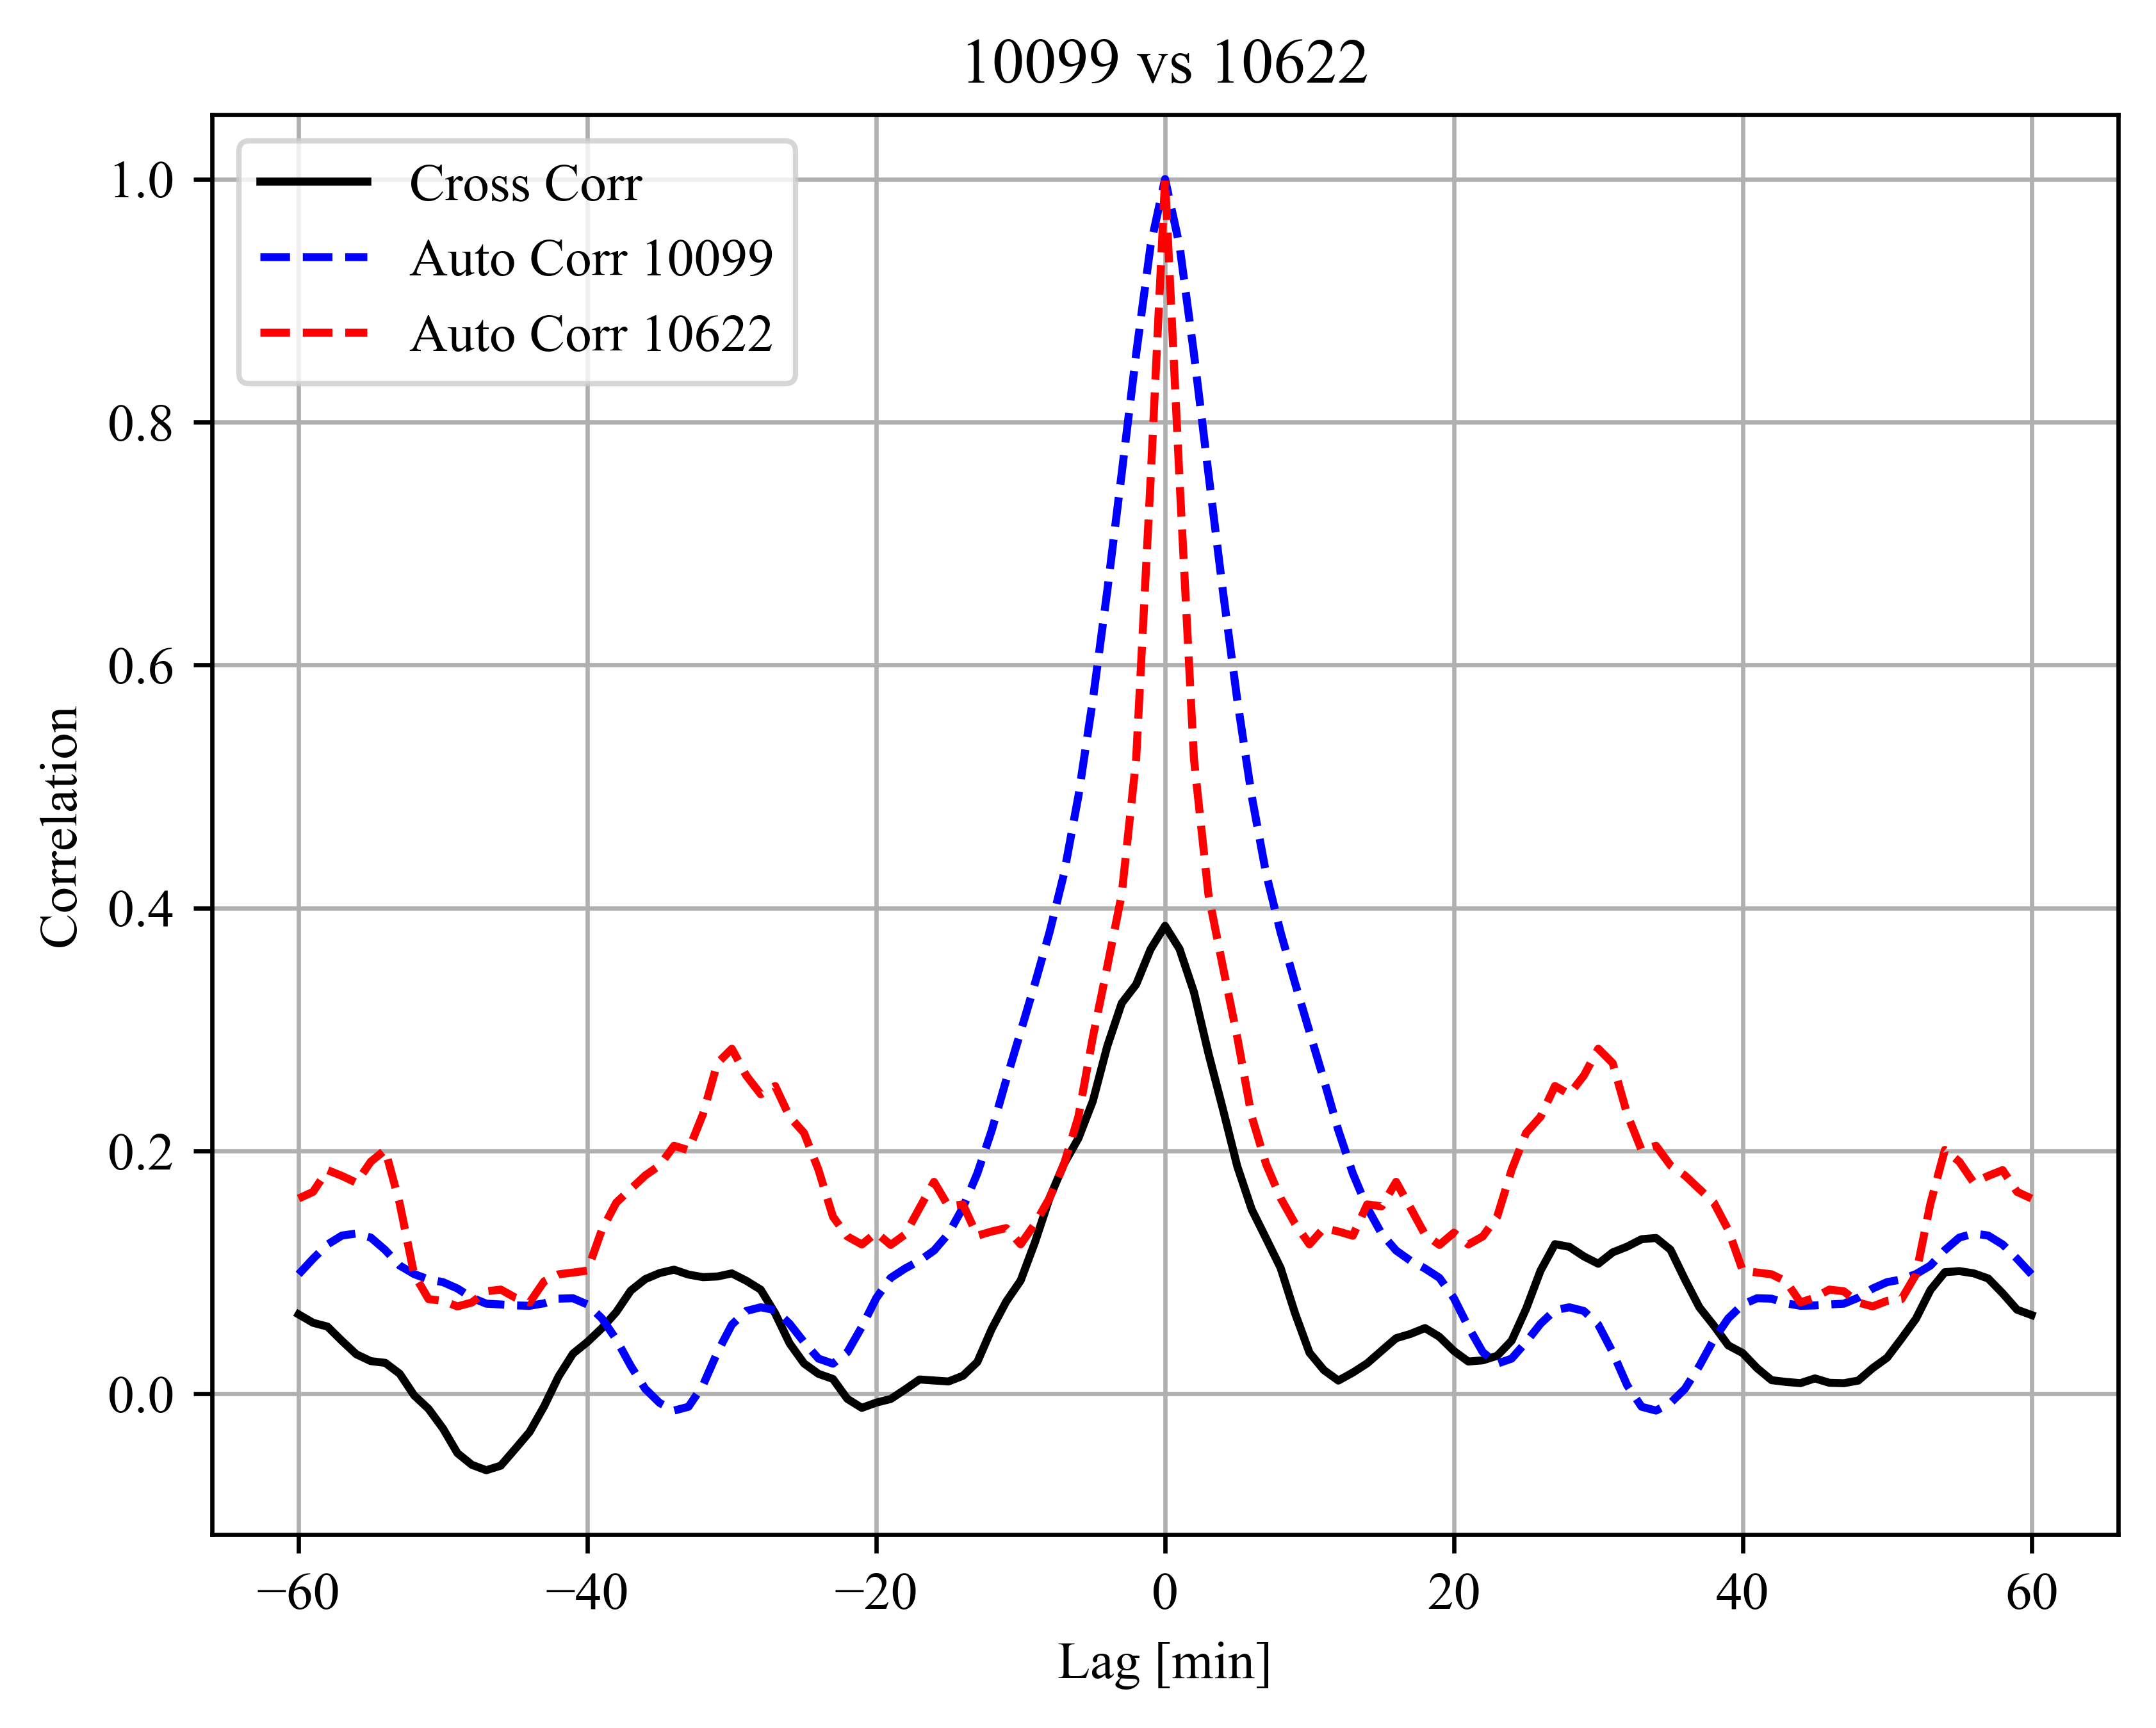 10099 vs 10622
Cross Corr
Auto Corr 10099
Auto Corr 10622
1.0
0.8
0.6
0.4
0.2
0.0
Correlation
−60 −40 −20 0 20 40 60
Lag [min]